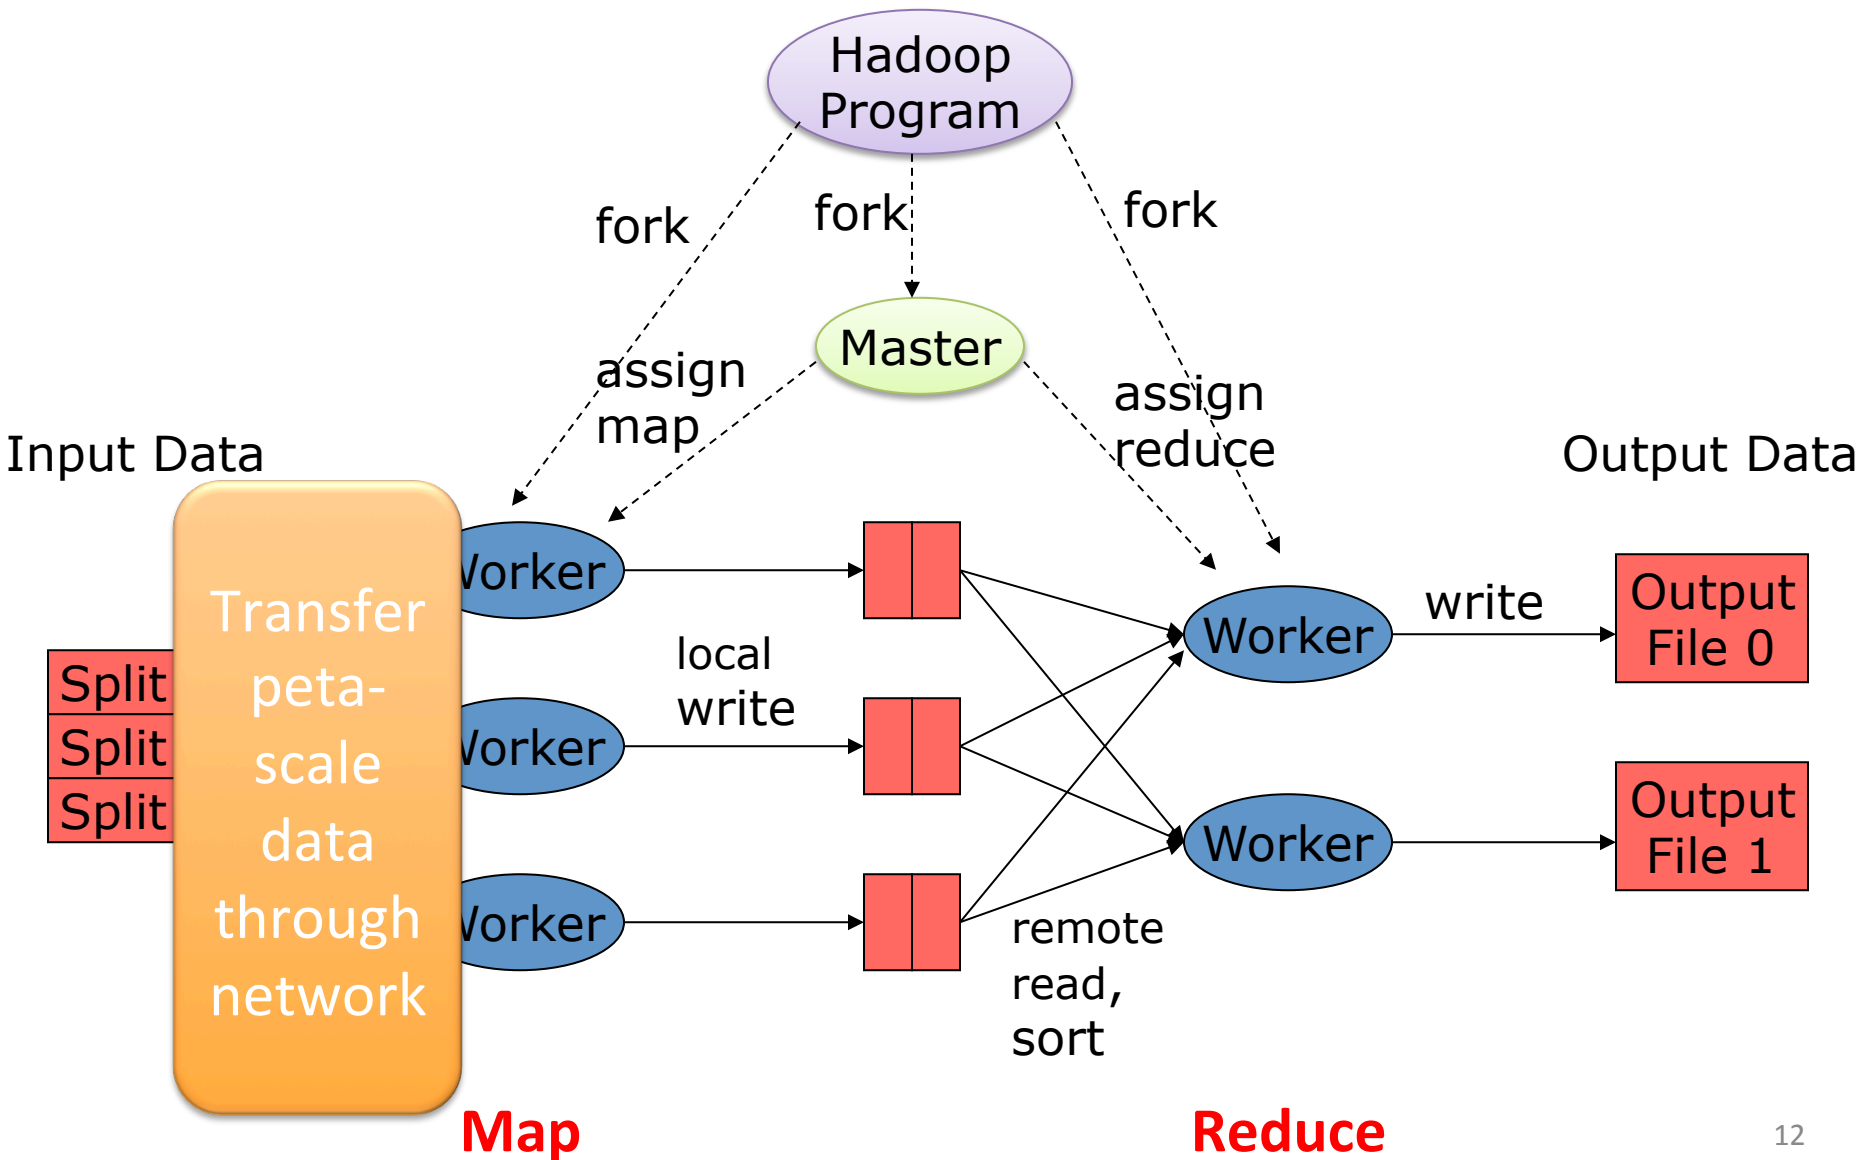 Hadoop
Program
fork
fork
fork
Master
assign
map
assign
reduce
Input Data
Output Data
Transfer
peta-
scale
data
through
network
Split
Split
Split
Worker
Worker
Worker
local
write
remote
read,
sort
Worker
Worker
write
Output
File 0
Output
File 1
Map
Reduce
12